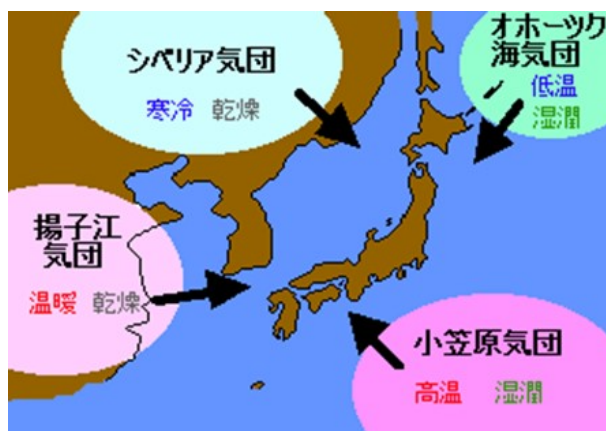 シベリア気団
寒冷 乾燥
オホーツク
海気団
低温
湿潤
揚子江
気団
温暖 乾燥
小笠原気団
高温 湿潤